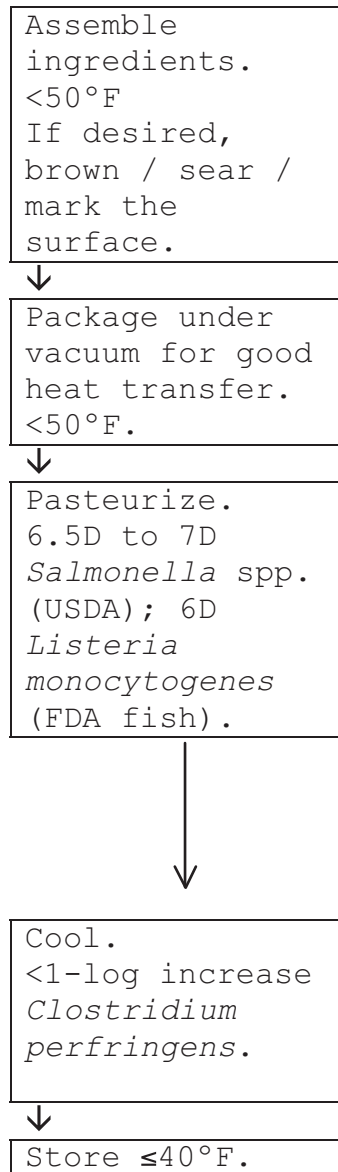 Assemble
ingredients.
<50°F
If desired,
brown / sear /
mark the
surface.
Package under
vacuum for good
heat transfer.
<50°F.
Pasteurize.
6.5D to 7D
Salmonella spp.
(USDA); 6D
Listeria
monocytogenes
(FDA fish).
Cool.
<1-log increase
Clostridium
perfringens.
Store ≤40°F.